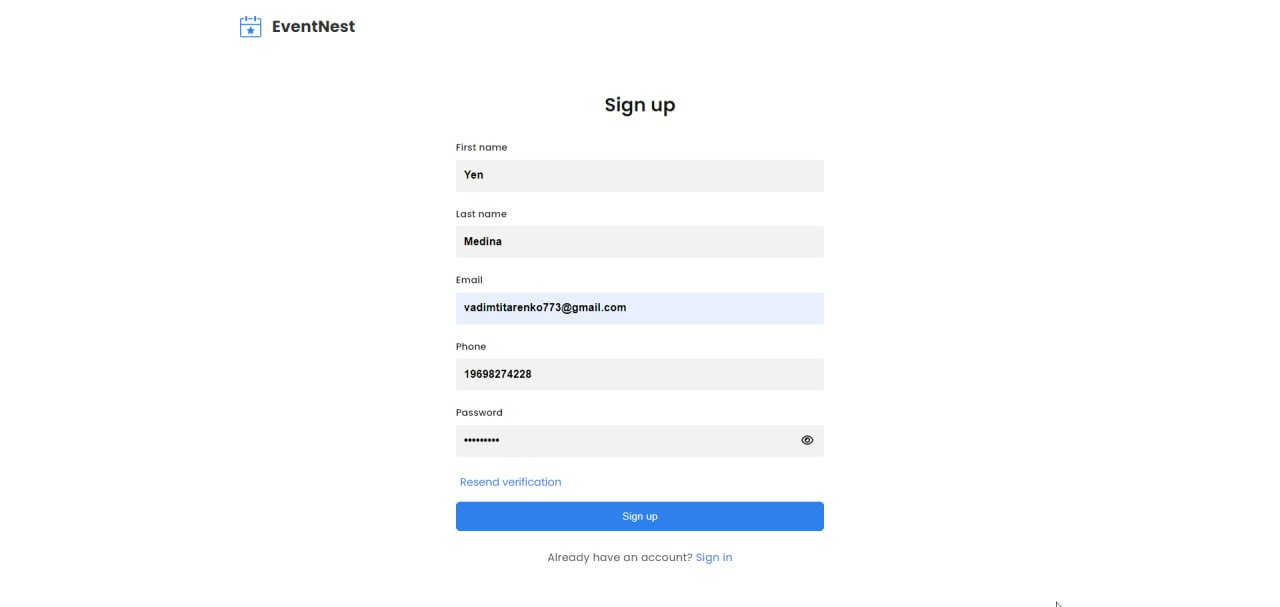 EventNest
Sign up
First name
Yen
Last name
Medina
Email
vadimtitarenko773@gmail.com
Phone
19698274228
Password
•••••••••
Resend verification
Sign up
Already have an account? Sign in